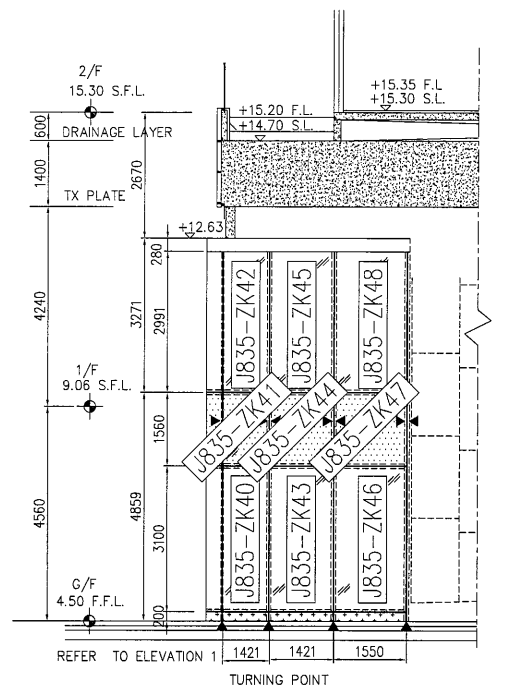 2/F
15.30 S.F.L.
+15.35 F.L
+15.30 S.L.
+15.20 F.L.
+14.70 S.L.
600
DRAINAGE LAYER
1400
2670
TX PLATE
+12.63
280
4240
3271
2991
J835-ZK42
J835-ZK45
J835-ZK48
1/F
9.06 S.F.L.
1560
J835-ZK41
J835-ZK44
J835-ZK47
4560
4859
3100
J835-ZK40
J835-ZK43
J835-ZK46
G/F
4.50 F.F.L.
200
REFER TO ELEVATION 1
1421
1421
1550
TURNING POINT